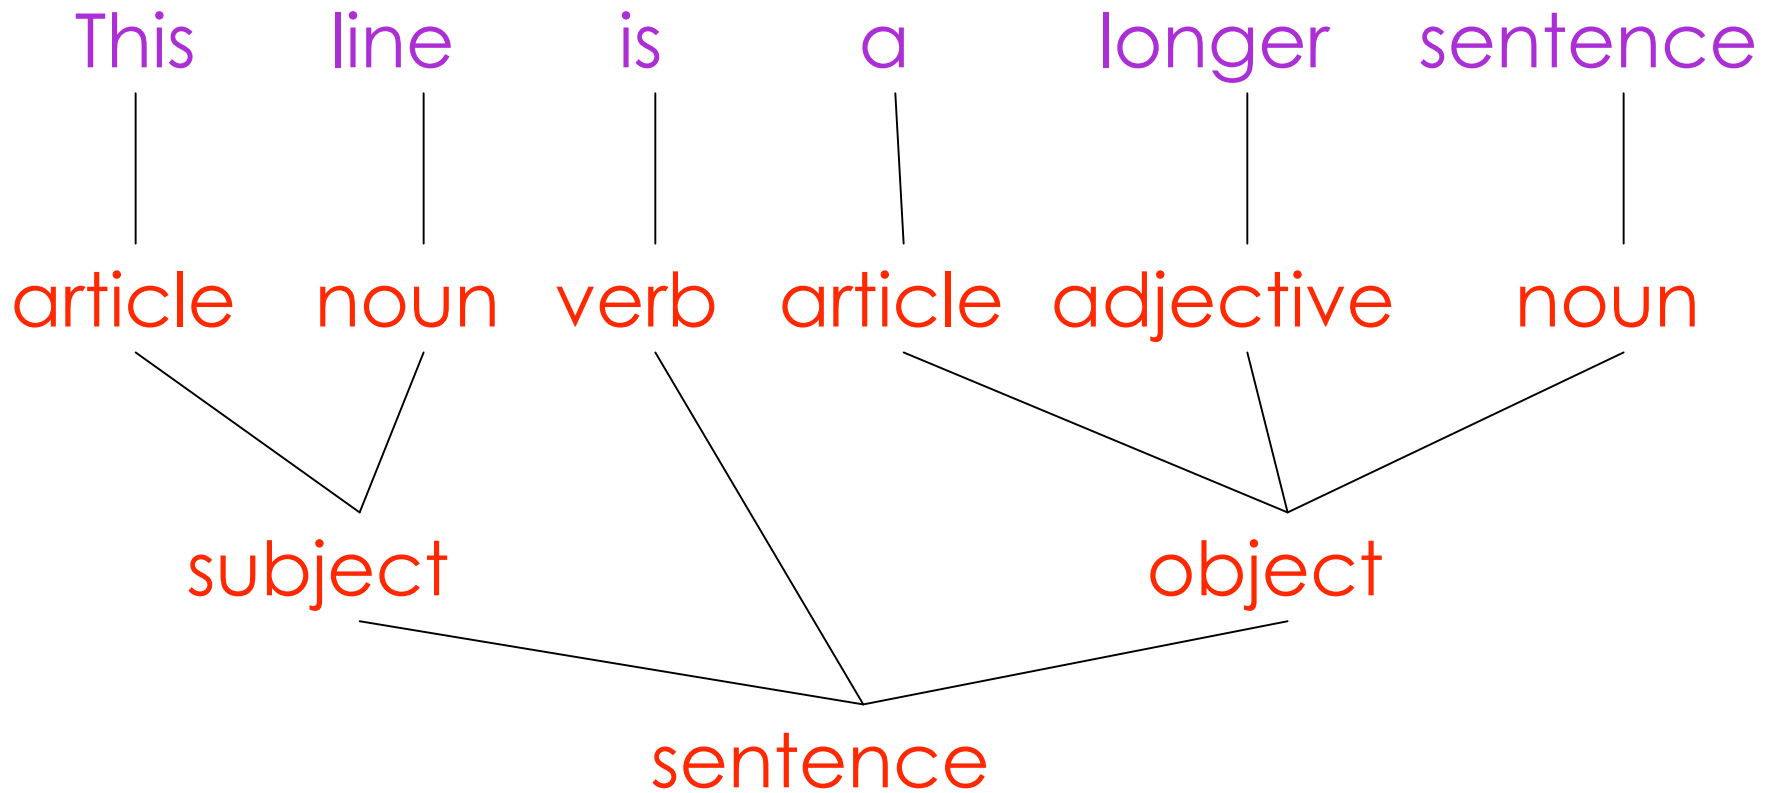 This line is a longer sentence
article noun verb article adjective noun
subject object
sentence